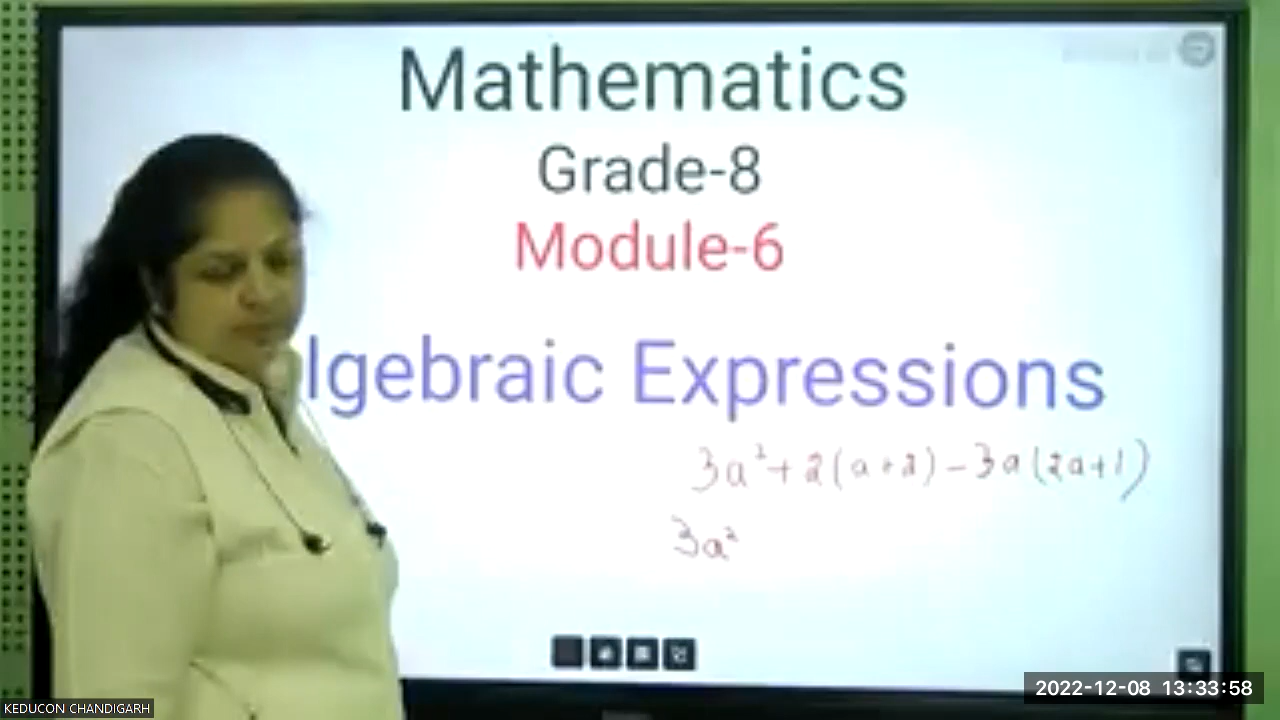 Mathematics
Grade-8
Module-6
lgebraic Expressions
3a²+2(a+2)-3a(2a+1)
3a²
2022-12-08 13:33:58
KEDUCON CHANDIGARH